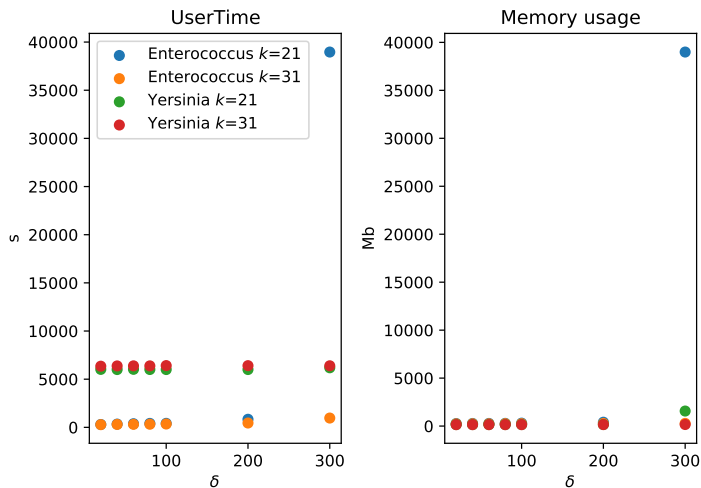 UserTime
Memory usage
40000
35000
30000
25000
20000
15000
10000
5000
0
s
Enterococcus k=21
Enterococcus k=31
Yersinia k=21
Yersinia k=31
100
200
300
δ
40000
35000
30000
25000
20000
15000
10000
5000
0
Mb
100
200
300
δ